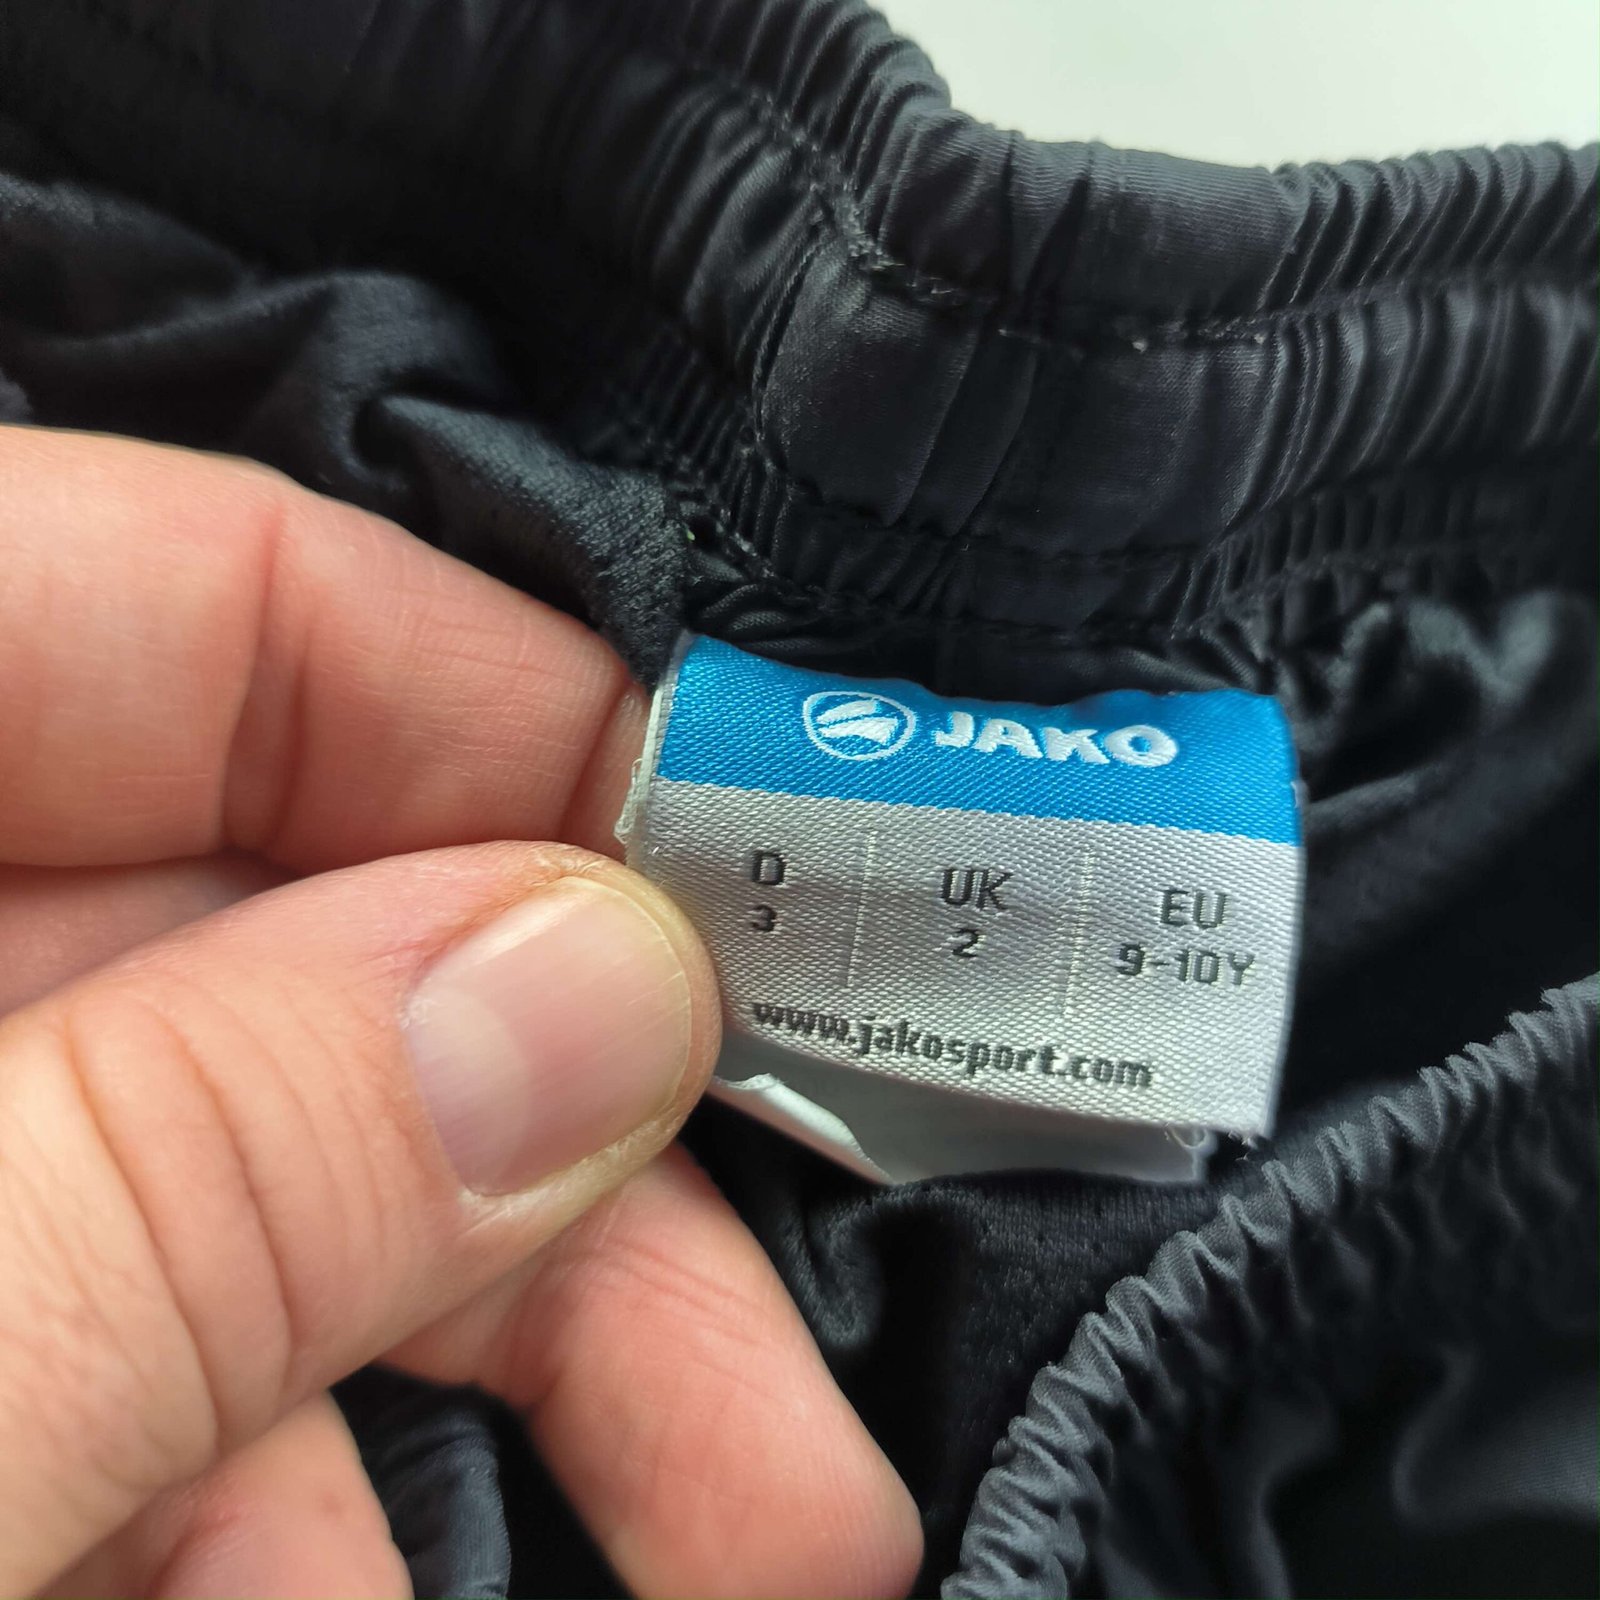 JAKO
D UK EU
3 2 9-10Y
www.jakosport.com